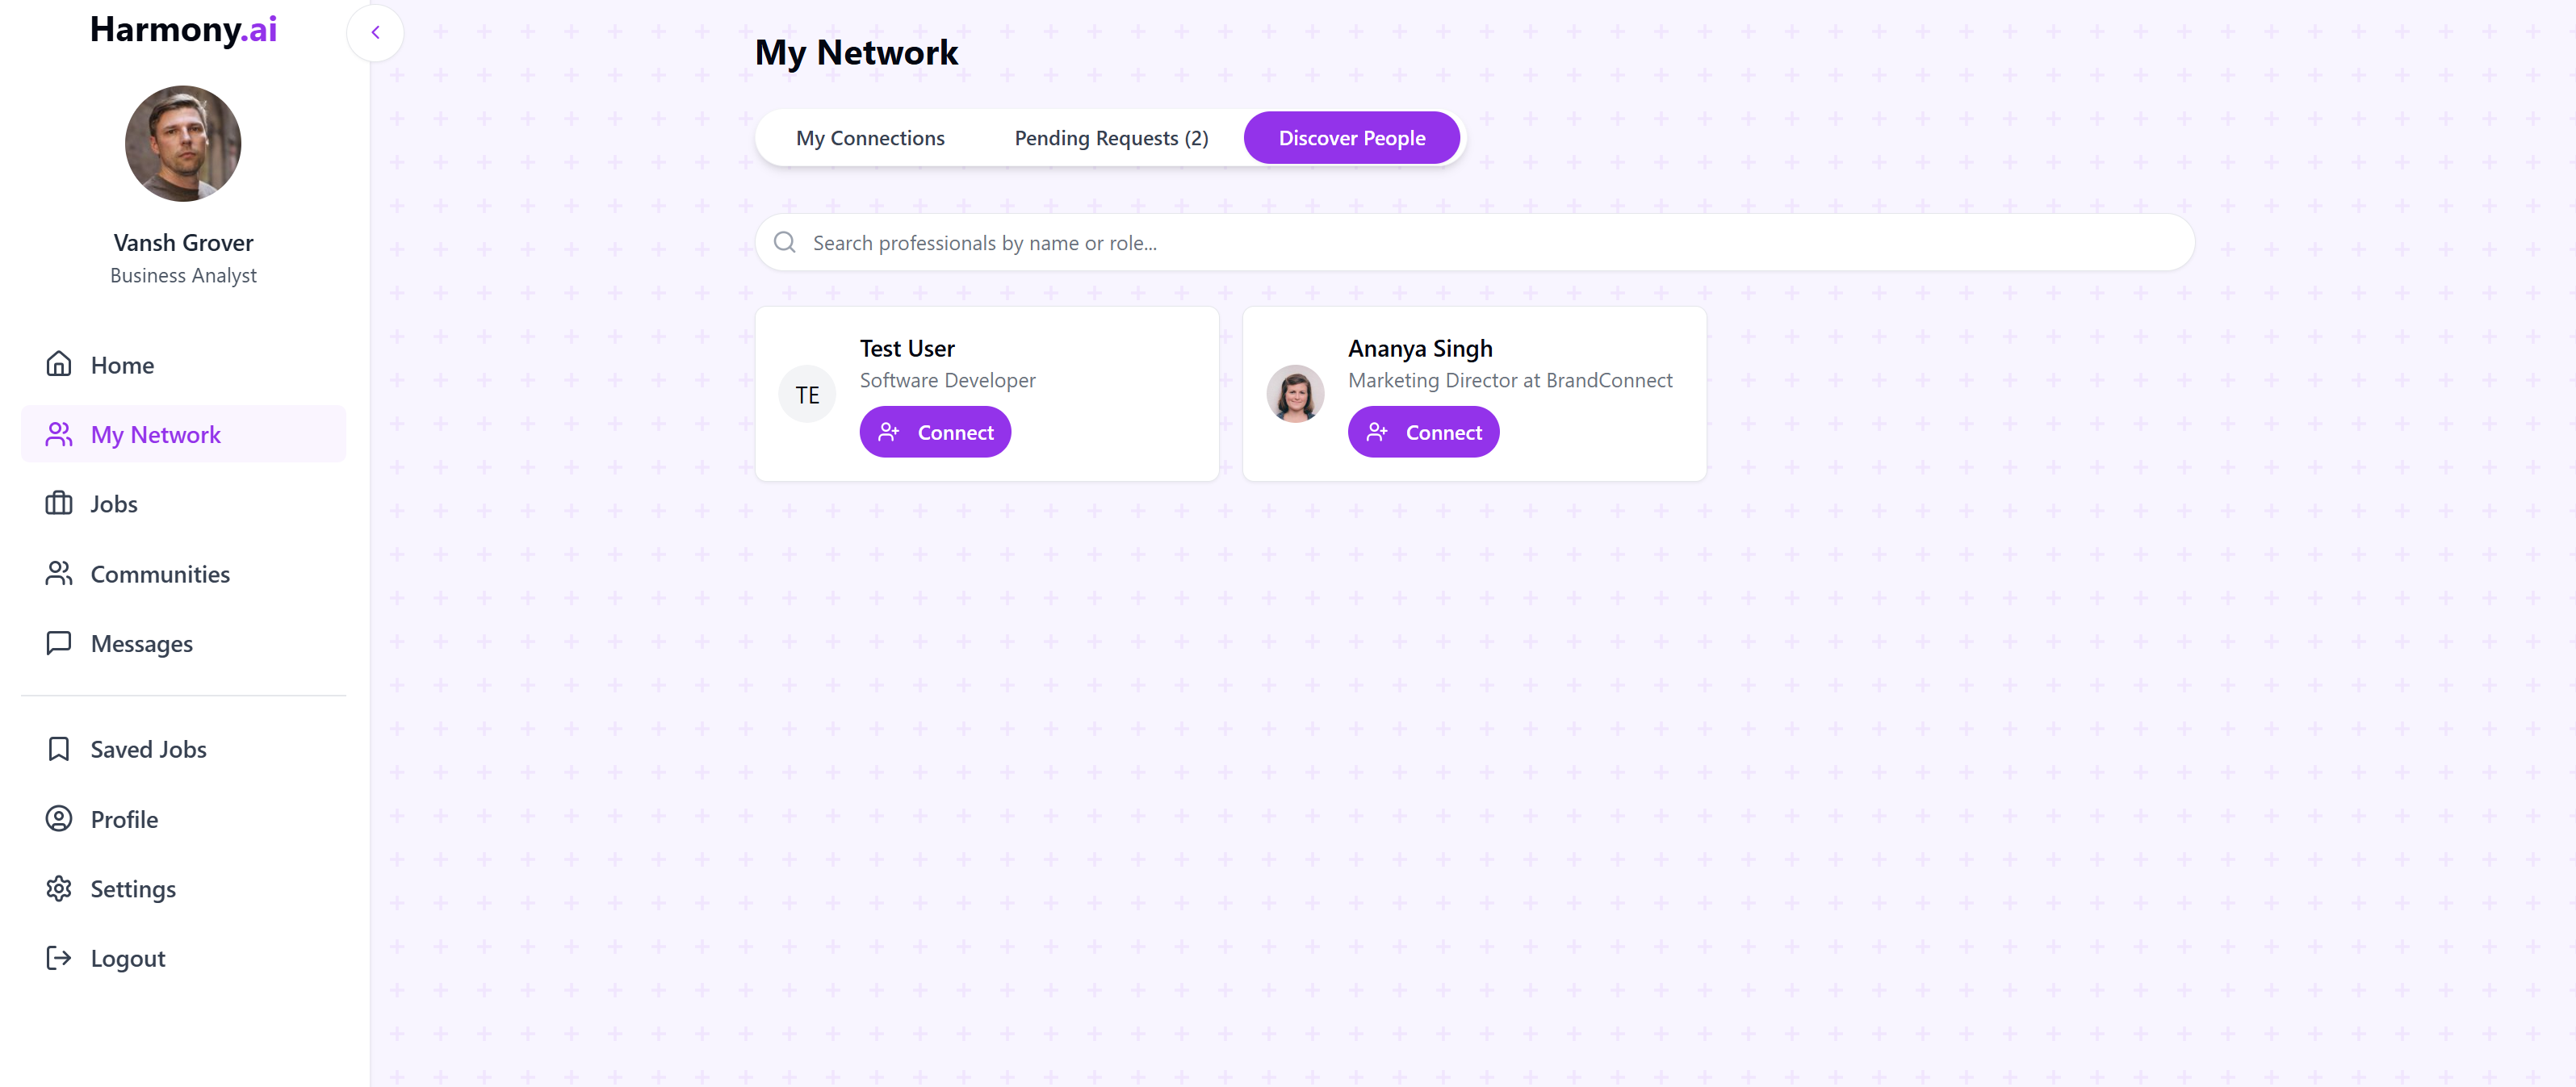 Harmony.ai
Vansh Grover
Business Analyst
Home
My Network
Jobs
Communities
Messages
Saved Jobs
Profile
Settings
Logout
My Network
My Connections
Pending Requests (2)
Discover People
Search professionals by name or role...
TE
Test User
Software Developer
Connect
Ananya Singh
Marketing Director at BrandConnect
Connect